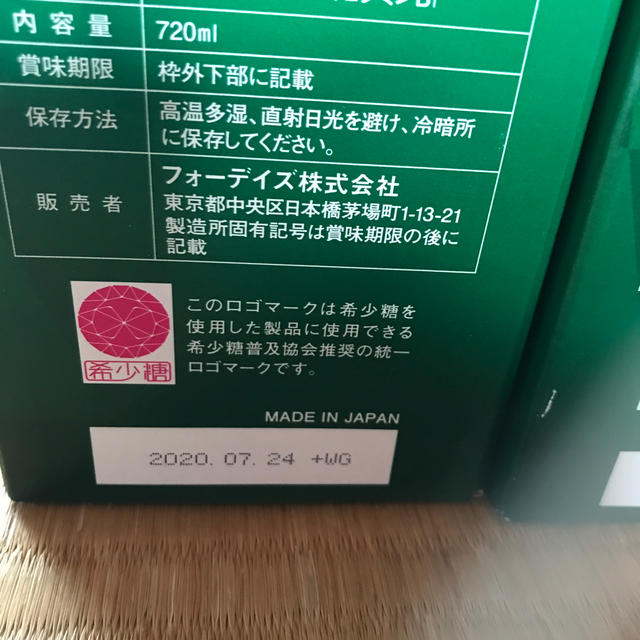 内容量 720ml
賞味期限 枠外下部に記載
保存方法 高温多湿、直射日光を避け、冷暗所
に保存してください。
販売者 フォーデイズ株式会社
東京都中央区日本橋茅場町1-13-21
製造所固有記号は賞味期限の後に
記載
このロゴマークは希少糖を
使用した製品に使用できる
希少糖普及協会推奨の統一
ロゴマークです。
希少糖
MADE IN JAPAN
2020.07.24 +WG